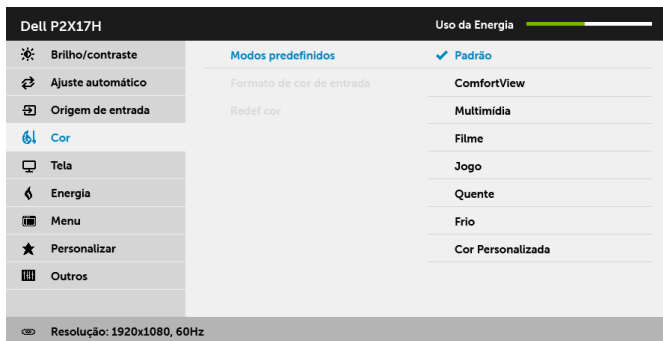 Dell P2X17H
Uso da Energia
Brilho/contraste
Modos predefinidos
Padrão
Ajuste automático
Formato de cor de entrada
ComfortView
Origem de entrada
Redef cor
Multimídia
Cor
Filme
Tela
Jogo
Energia
Quente
Menu
Frio
Personalizar
Cor Personalizada
Outros
Resolução: 1920x1080, 60Hz